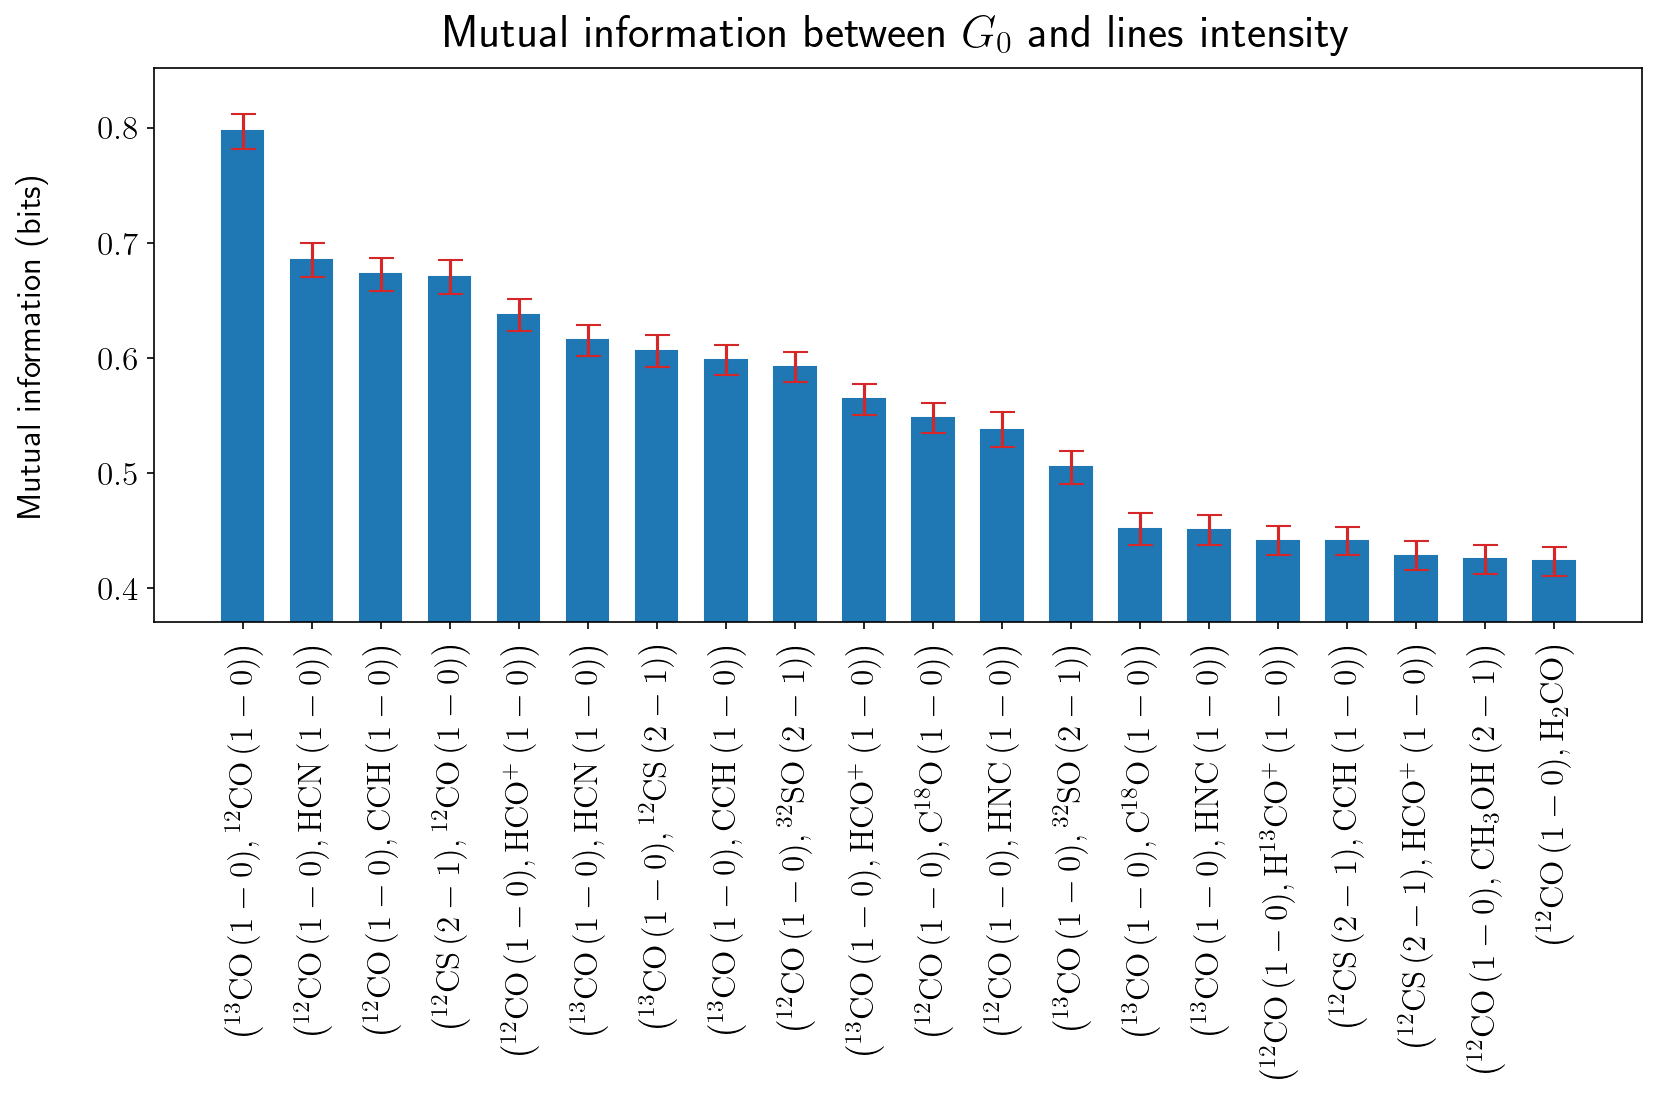 Mutual information between G₀ and lines intensity
Mutual information (bits)
0.8
0.7
0.6
0.5
0.4
(¹³CO (1 − 0), ¹²CO (1 − 0))
(¹²CO (1 − 0), HCN (1 − 0))
(¹²CO (1 − 0), CCH (1 − 0))
(¹²CS (2 − 1), ¹²CO (1 − 0))
(¹²CO (1 − 0), HCO⁺ (1 − 0))
(¹³CO (1 − 0), HCN (1 − 0))
(¹³CO (1 − 0), ¹²CS (2 − 1))
(¹³CO (1 − 0), CCH (1 − 0))
(¹²CO (1 − 0), ³²SO (2 − 1))
(¹³CO (1 − 0), HCO⁺ (1 − 0))
(¹²CO (1 − 0), C¹⁸O (1 − 0))
(¹²CO (1 − 0), HNC (1 − 0))
(¹³CO (1 − 0), ³²SO (2 − 1))
(¹³CO (1 − 0), C¹⁸O (1 − 0))
(¹³CO (1 − 0), HNC (1 − 0))
(¹²CO (1 − 0), H¹³CO⁺ (1 − 0))
(¹²CS (2 − 1), CCH (1 − 0))
(¹²CS (2 − 1), HCO⁺ (1 − 0))
(¹²CO (1 − 0), CH₃OH (2 − 1))
(¹²CO (1 − 0), H₂CO)